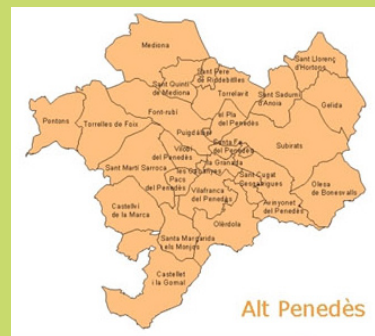 Mediona
Sant Llorenç
d'Hortons
Sant Pere
de Riudebitlles
Sant Quintí
de Mediona
Torrelavit
Sant Sadurní
d'Anoia
Gelida
Pontons
Torrelles de Foix
Font-rubí
el Pla
del Penedès
Puigdàlber
Santa Fe
del Penedès
Subirats
Vilobí
del Penedès
la Granada
les Cabanyes
Sant Martí Sarroca
Pacs
del Penedès
Sant Cugat
Sesgarrigues
Olesa
de Bonesvalls
Vilafranca
del Penedès
Avinyonet
del Penedès
Castellví
de la Marca
Olèrdola
Santa Margarida
i els Monjos
Castellet
i la Gornal
Alt Penedès